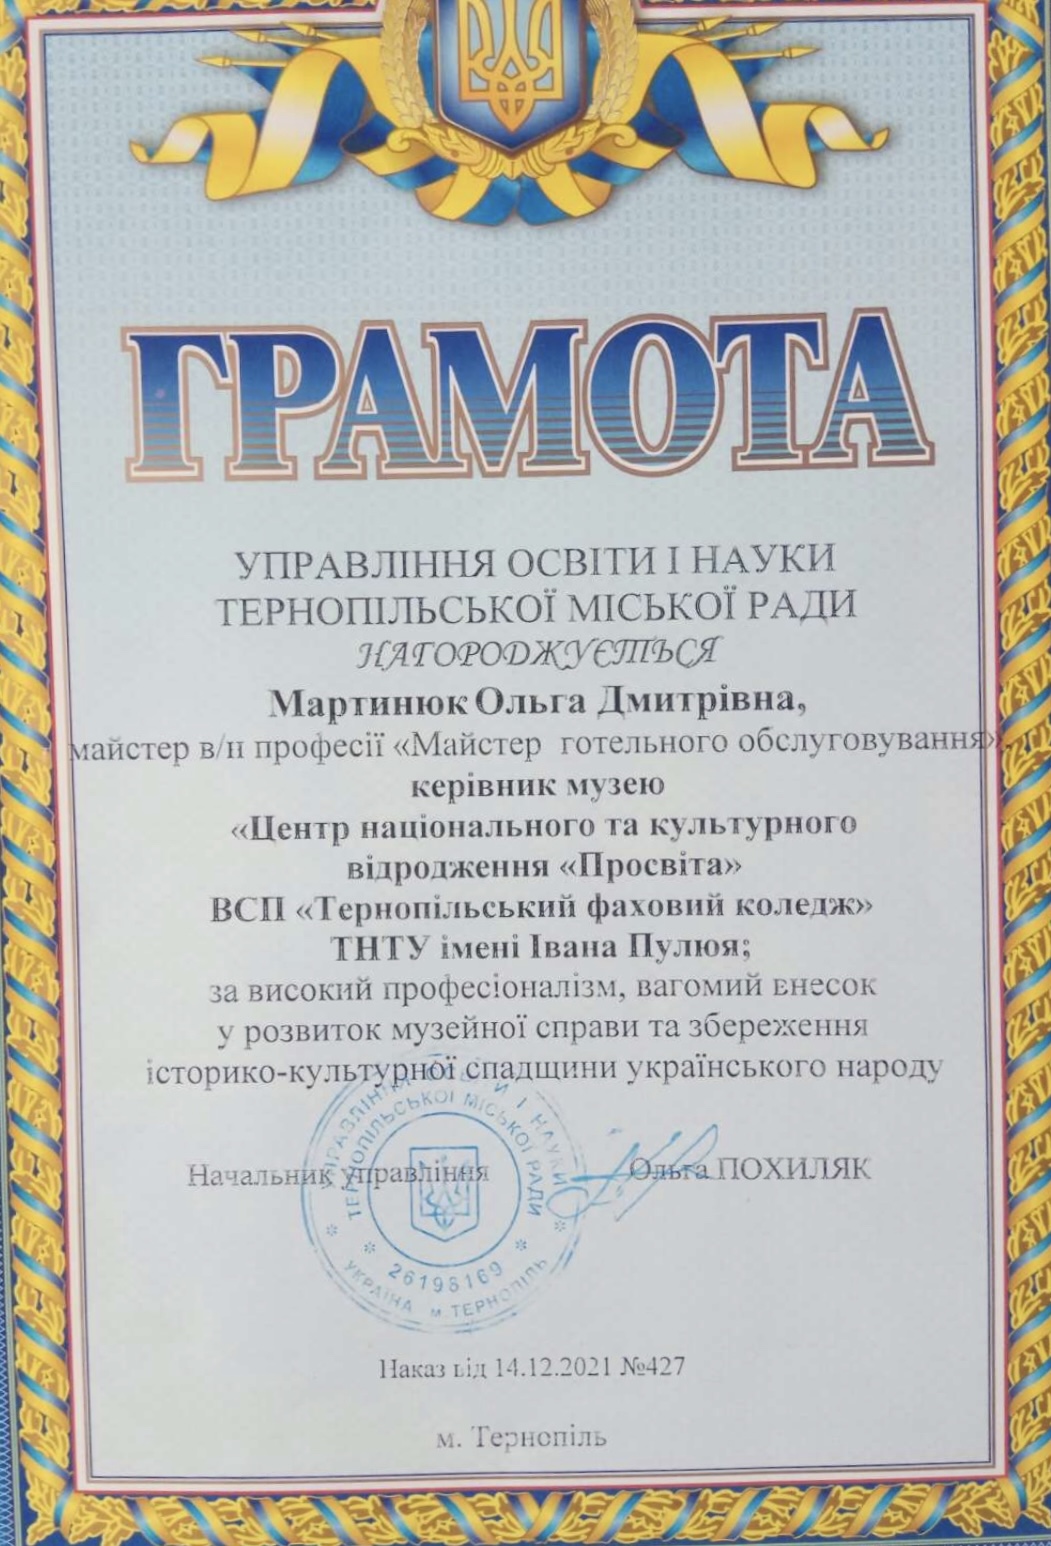 ГРАМОТА
УПРАВЛІННЯ ОСВІТИ І НАУКИ
ТЕРНОПІЛЬСЬКОЇ МІСЬКОЇ РАДИ
НАГОРОДЖУЄТЬСЯ
Мартинюк Ольга Дмитрівна,
майстер в/н професії «Майстер готельного обслуговування»
керівник музею
«Центр національного та культурного
відродження «Просвіта»
ВСП «Тернопільський фаховий коледж»
ТНТУ імені Івана Пулюя;
за високий професіоналізм, вагомий внесок
у розвиток музейної справи та збереження
історико-культурної спадщини українського народу
Начальник управління Ольга ПОХИЛЯК
УПРАВЛІННЯ ОСВІТИ І НАУКИ
ТЕРНОПІЛЬСЬКОЇ МІСЬКОЇ РАДИ
* 26198169 *
* УКРАЇНА м. ТЕРНОПІЛЬ *
Наказ від 14.12.2021 №427
м. Тернопіль